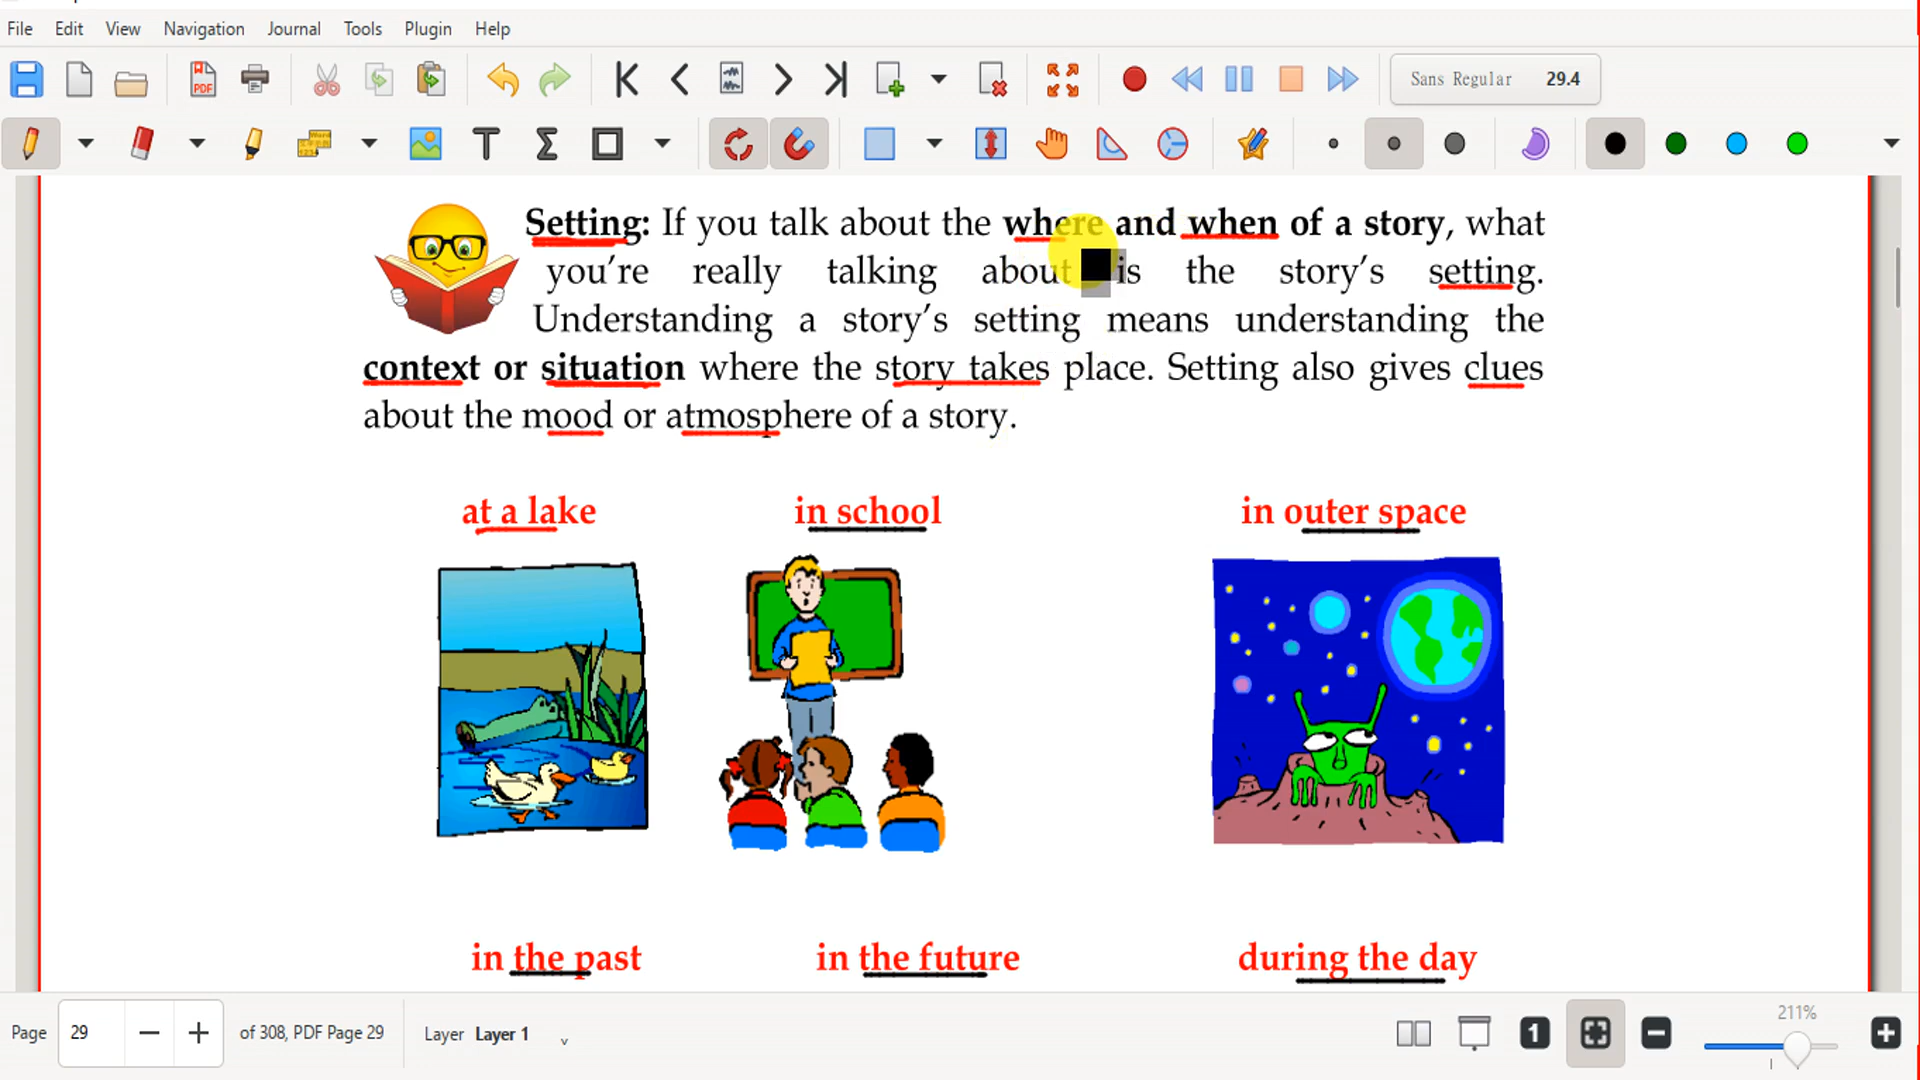 File Edit View Navigation Journal Tools Plugin Help
PDF
Sans Regular 29.4
Setting: If you talk about the where and when of a story, what
you're really talking about is the story's setting.
Understanding a story's setting means understanding the
context or situation where the story takes place. Setting also gives clues
about the mood or atmosphere of a story.
at a lake in school in outer space
in the past in the future during the day
Page 29 of 308, PDF Page 29 Layer Layer 1 1 211%